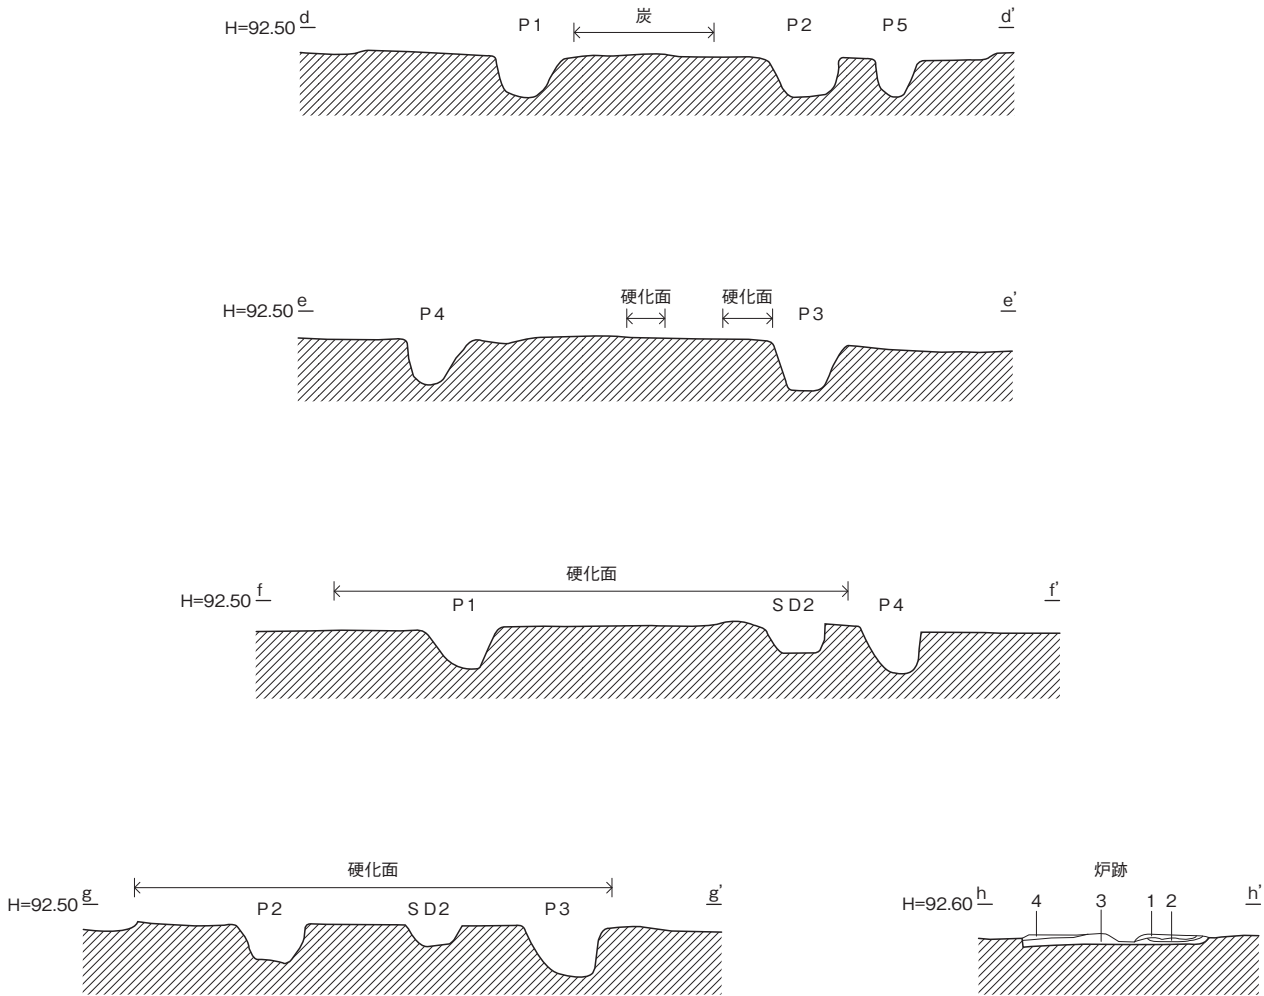 H=92.50 d P1 炭 P2 P5 d'
H=92.50 e P4 硬化面 硬化面 P3 e'
硬化面
H=92.50 f P1 SD2 P4 f'
硬化面
H=92.50 g P2 SD2 P3 g'
炉跡
H=92.60 h 4 3 1 2 h'